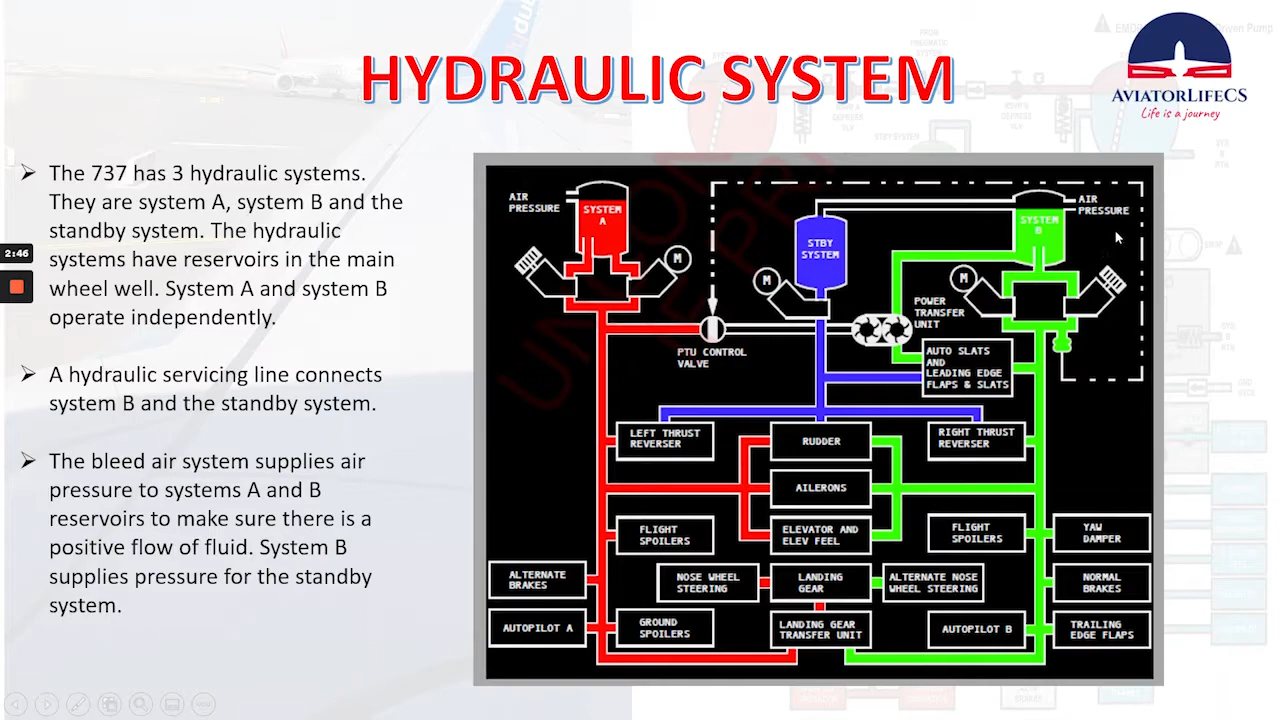 HYDRAULIC SYSTEM
AVIATORLIFECS
Life is a journey
The 737 has 3 hydraulic systems.
They are system A, system B and the
standby system. The hydraulic
systems have reservoirs in the main
wheel well. System A and system B
operate independently.
A hydraulic servicing line connects
system B and the standby system.
The bleed air system supplies air
pressure to systems A and B
reservoirs to make sure there is a
positive flow of fluid. System B
supplies pressure for the standby
system.
2:46
AIR
PRESSURE
SYSTEM
A
M
STBY
SYSTEM
M
SYSTEM
B
AIR
PRESSURE
M
PTU CONTROL
VALVE
POWER
TRANSFER
UNIT
AUTO SLATS
AND
LEADING EDGE
FLAPS & SLATS
LEFT THRUST
REVERSER
RUDDER
RIGHT THRUST
REVERSER
AILERONS
FLIGHT
SPOILERS
ELEVATOR AND
ELEV FEEL
FLIGHT
SPOILERS
YAW
DAMPER
ALTERNATE
BRAKES
NOSE WHEEL
STEERING
LANDING
GEAR
ALTERNATE NOSE
WHEEL STEERING
NORMAL
BRAKES
AUTOPILOT A
GROUND
SPOILERS
LANDING GEAR
TRANSFER UNIT
AUTOPILOT B
TRAILING
EDGE FLAPS